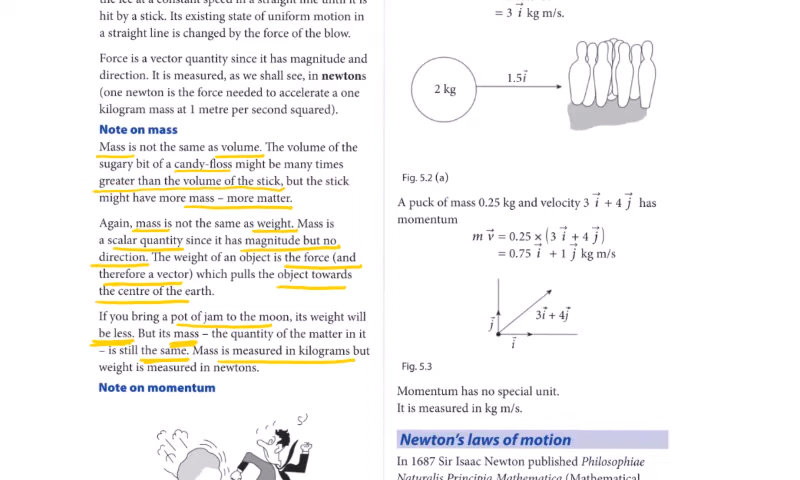 hit by a stick. Its existing state of uniform motion in
a straight line is changed by the force of the blow.
Force is a vector quantity since it has magnitude and
direction. It is measured, as we shall see, in newtons
(one newton is the force needed to accelerate a one
kilogram mass at 1 metre per second squared).
Note on mass
Mass is not the same as volume. The volume of the
sugary bit of a candy-floss might be many times
greater than the volume of the stick, but the stick
might have more mass – more matter.
Again, mass is not the same as weight. Mass is
a scalar quantity since it has magnitude but no
direction. The weight of an object is the force (and
therefore a vector) which pulls the object towards
the centre of the earth.
If you bring a pot of jam to the moon, its weight will
be less. But its mass – the quantity of the matter in it
– is still the same. Mass is measured in kilograms but
weight is measured in newtons.
Note on momentum
= 3 i⃗ kg m/s.
2 kg
1.5i⃗
Fig. 5.2 (a)
A puck of mass 0.25 kg and velocity 3 i⃗ + 4 j⃗ has
momentum
m v⃗ = 0.25 × (3 i⃗ + 4 j⃗)
= 0.75 i⃗ + 1 j⃗ kg m/s
3i⃗ + 4j⃗
j⃗
i⃗
Fig. 5.3
Momentum has no special unit.
It is measured in kg m/s.
Newton's laws of motion
In 1687 Sir Isaac Newton published Philosophiae
Naturalis Principia Mathematica (Mathematical